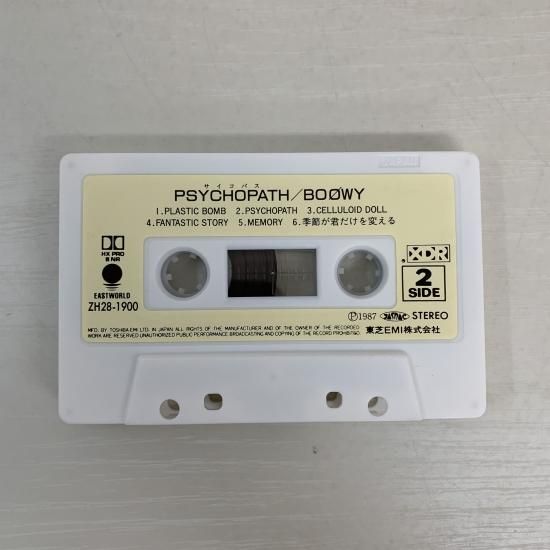 サイコパス
PSYCHOPATH/BOØWY
1.PLASTIC BOMB 2.PSYCHOPATH 3.CELLULOID DOLL
4.FANTASTIC STORY 5.MEMORY 6.季節が君だけを変える
HX PRO
B NR
EASTWORLD
ZH28-1900
XDR
2
SIDE
Ⓟ1987 STEREO
MFD. BY TOSHIBA EMI LTD. IN JAPAN ALL RIGHTS OF THE MANUFACTURER AND OF THE OWNER OF THE RECORDED
WORK ARE RESERVED UNAUTHORIZED PUBLIC PERFORMANCE BROADCASTING AND COPYING OF THE RECORD PROHIBITED.
東芝EMI株式会社